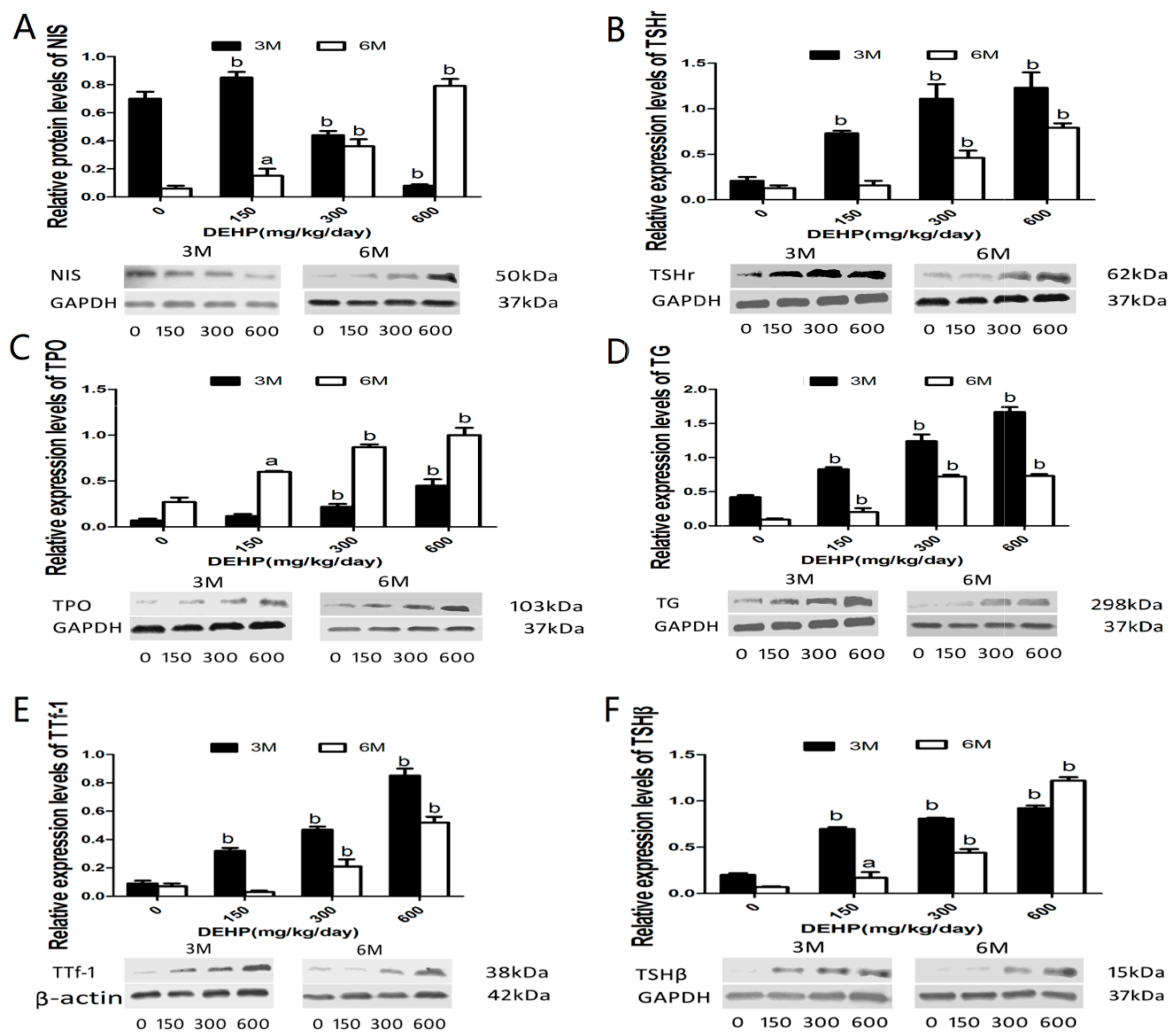 A
Relative protein levels of NIS
3M 6M
1.0
0.8
0.6
0.4
0.2
0.0
b
a
b
b
b
b
0 150 300 600
DEHP(mg/kg/day)
3M 6M
NIS 50kDa
GAPDH 37kDa
0 150 300 600 0 150 300 600
B
Relative expression levels of TSHr
3M 6M
1.5
1.0
0.5
0.0
b
b
b
b
b
0 150 300 600
DEHP(mg/kg/day)
3M 6M
TSHr 62kDa
GAPDH 37kDa
0 150 300 600 0 150 300 600
C
Relative expression levels of TPO
3M 6M
1.5
1.0
0.5
0.0
a
b
b
b
b
0 150 300 600
DEHP(mg/kg/day)
3M 6M
TPO 103kDa
GAPDH 37kDa
0 150 300 600 0 150 300 600
D
Relative expression levels of TG
3M 6M
2.0
1.5
1.0
0.5
0.0
b
b
b
b
b
b
0 150 300 600
DEHP(mg/kg/day)
3M 6M
TG 298kDa
GAPDH 37kDa
0 150 300 600 0 150 300 600
E
Relative expression levels of TTf-1
3M 6M
1.0
0.8
0.6
0.4
0.2
0.0
b
b
b
b
b
0 150 300 600
DEHP(mg/kg/day)
3M 6M
TTf-1 38kDa
β-actin 42kDa
0 150 300 600 0 150 300 600
F
Relative expression levels of TSHβ
3M 6M
1.5
1.0
0.5
0.0
b
a
b
b
b
b
0 150 300 600
DEHP(mg/kg/day)
3M 6M
TSHβ 15kDa
GAPDH 37kDa
0 150 300 600 0 150 300 600